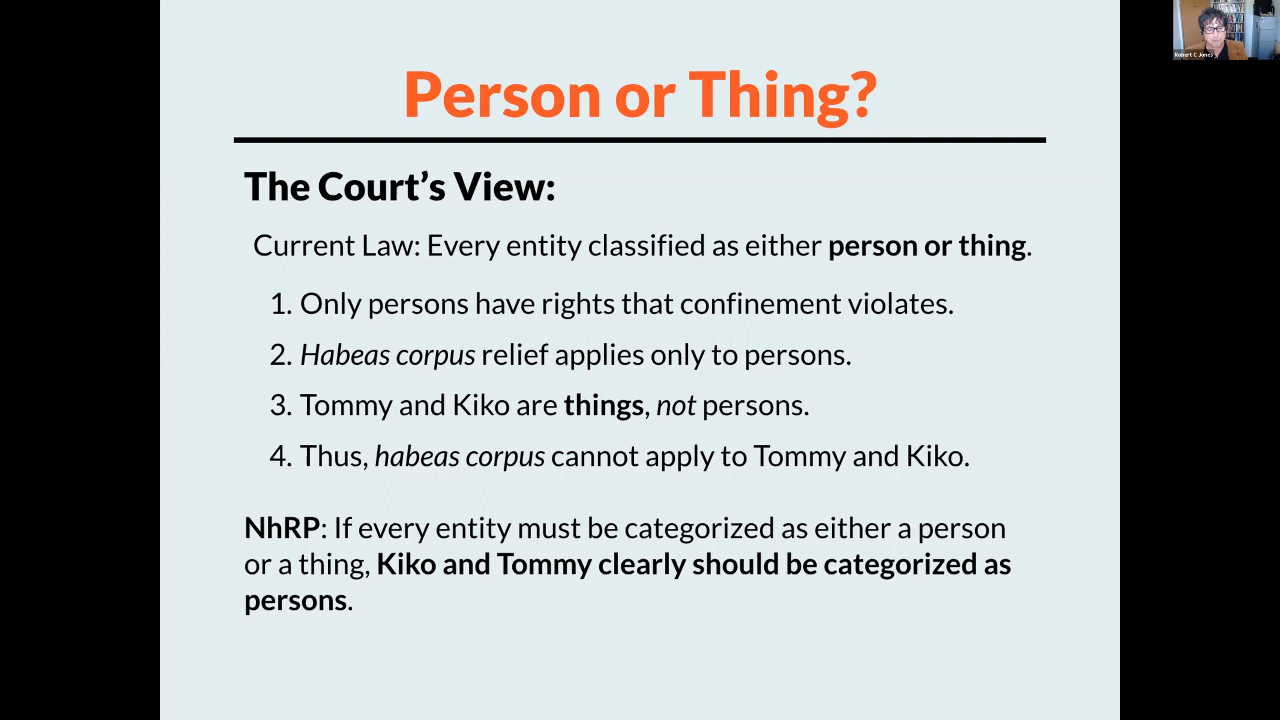 Person or Thing?
The Court’s View:
Current Law: Every entity classified as either person or thing.
1. Only persons have rights that confinement violates.
2. Habeas corpus relief applies only to persons.
3. Tommy and Kiko are things, not persons.
4. Thus, habeas corpus cannot apply to Tommy and Kiko.
NhRP: If every entity must be categorized as either a person
or a thing, Kiko and Tommy clearly should be categorized as
persons.
Robert C Jones